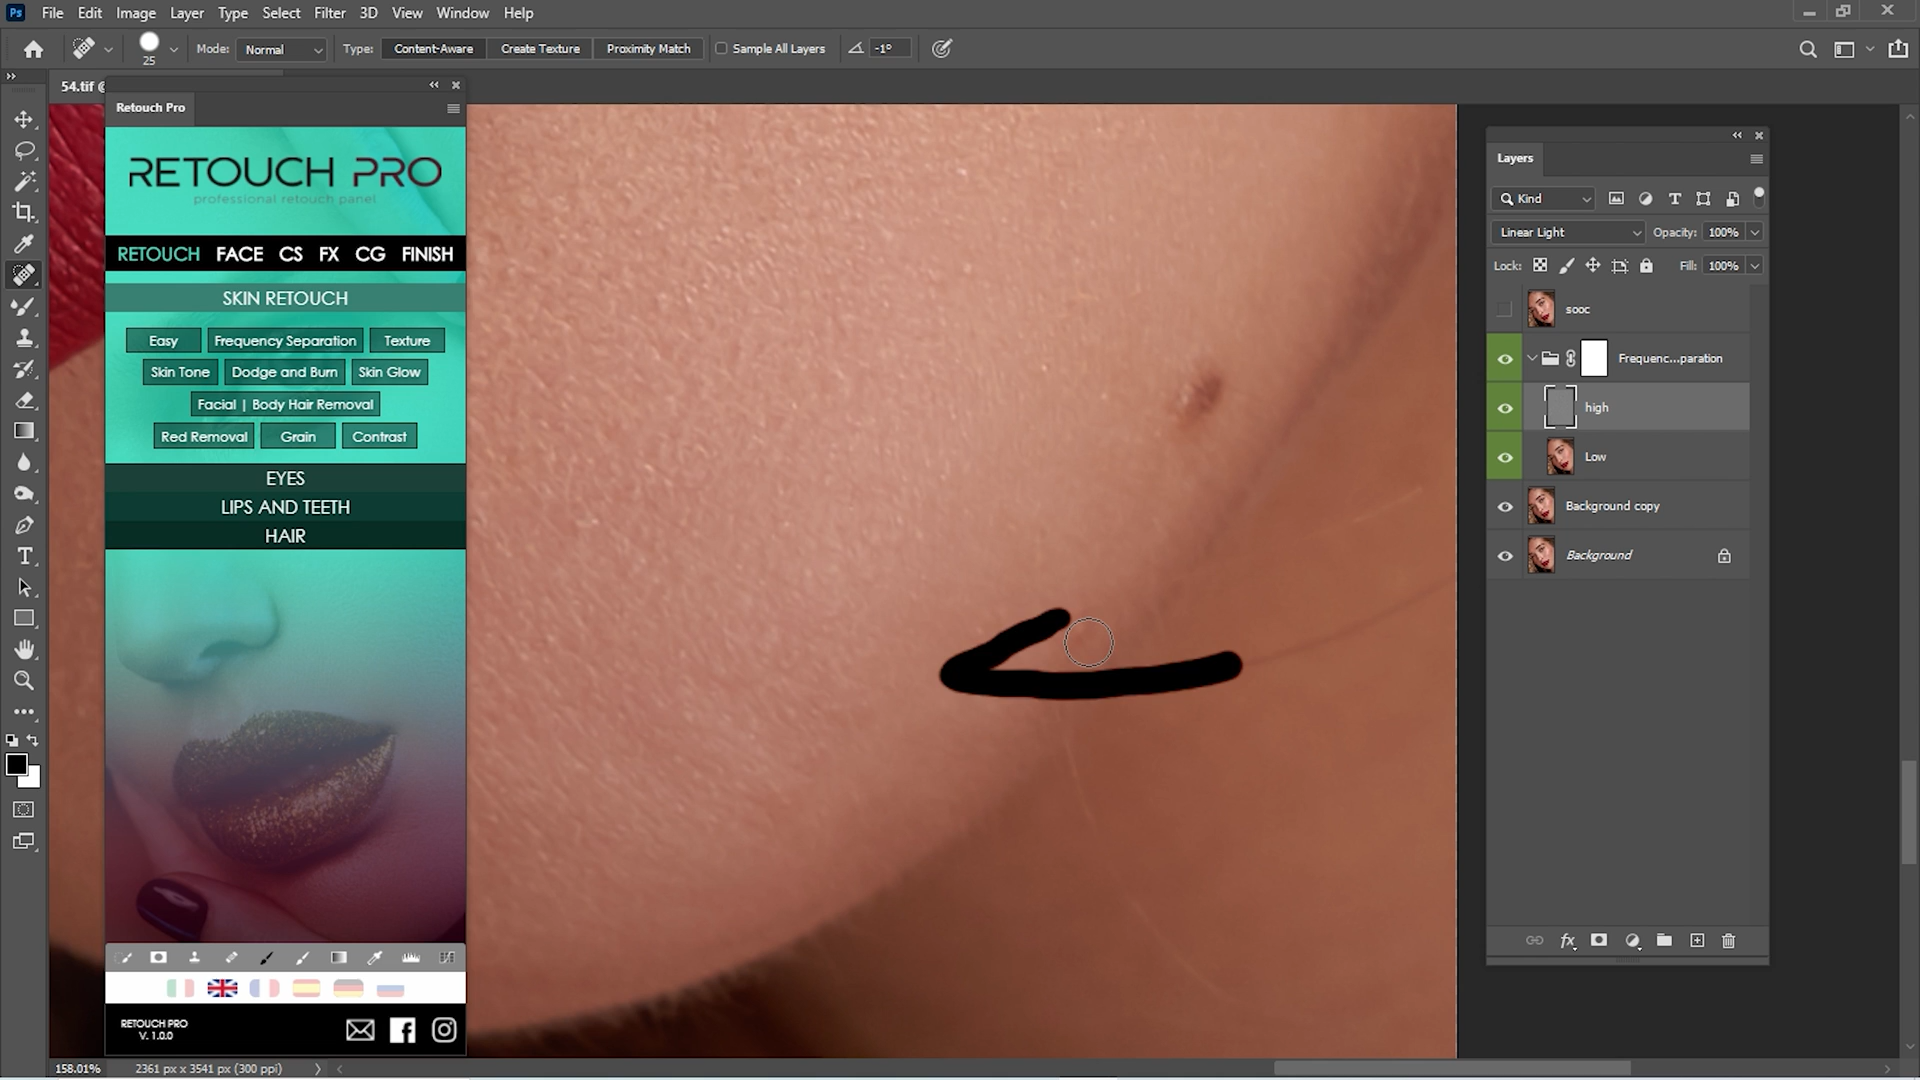 Ps File Edit Image Layer Type Select Filter 3D View Window Help
25 Mode: Normal Type: Content-Aware Create Texture Proximity Match Sample All Layers -1°
54.tif @
Retouch Pro
RETOUCH PRO
professional retouch panel
RETOUCH FACE CS FX CG FINISH
SKIN RETOUCH
Easy Frequency Separation Texture
Skin Tone Dodge and Burn Skin Glow
Facial | Body Hair Removal
Red Removal Grain Contrast
EYES
LIPS AND TEETH
HAIR
RETOUCH PRO
V. 1.0.0
Layers
Kind
Linear Light Opacity: 100%
Lock: Fill: 100%
sooc
Frequenc...paration
high
Low
Background copy
Background
fx
158.01% 2361 px x 3541 px (300 ppi)